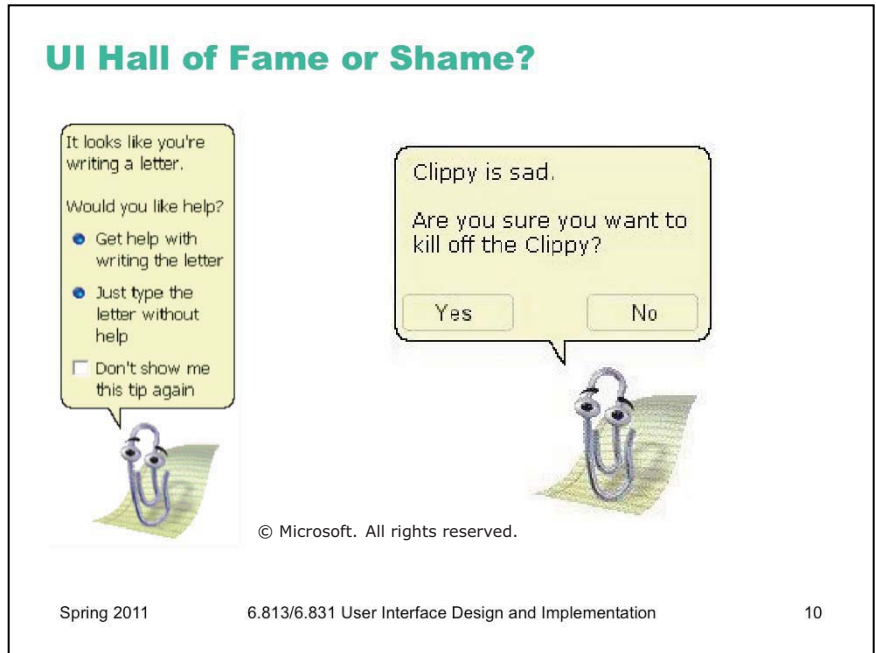 UI Hall of Fame or Shame?
It looks like you're
writing a letter.
Would you like help?
Get help with
writing the letter
Just type the
letter without
help
Don't show me
this tip again
Clippy is sad.
Are you sure you want to
kill off the Clippy?
Yes No
© Microsoft. All rights reserved.
Spring 2011 6.813/6.831 User Interface Design and Implementation 10